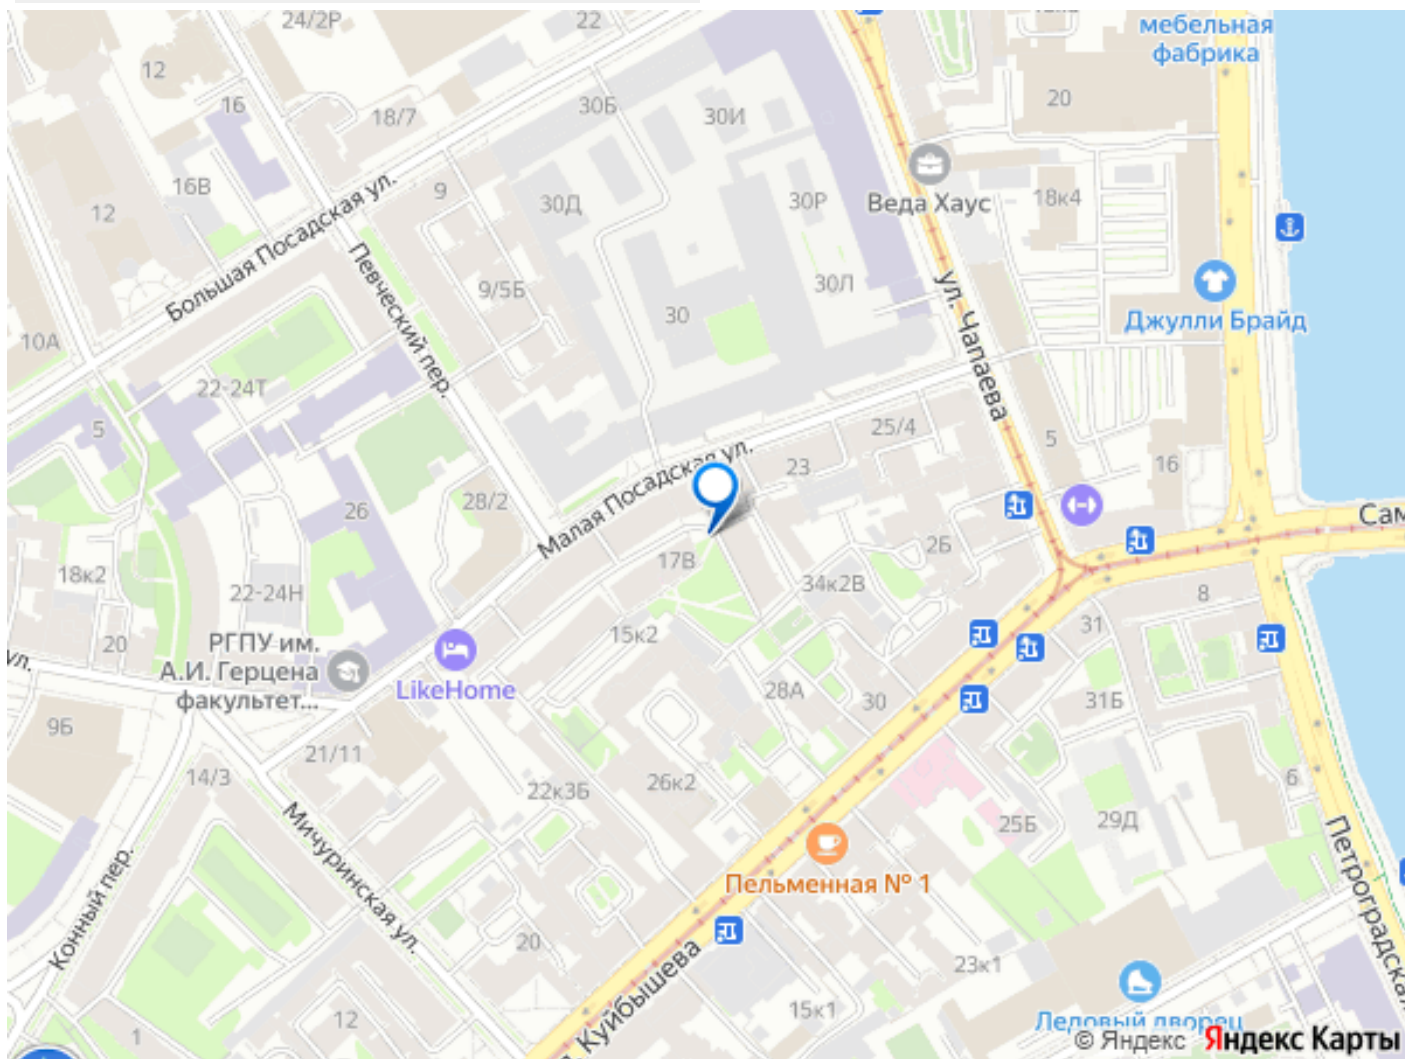 24/2Р
22
мебельная
фабрика
12
16
18/7
30Б
30И
20
16В
12
9
30Д
30Р
Веда Хаус
18к4
Большая Посадская ул.
Певческий пер.
9/5Б
30
30Л
ул. Чапаева
Джулли Брайд
10А
22-24Т
5
25/4
5
23
16
Малая Посадская ул.
28/2
26
Сам
2Б
17В
18к2
22-24Н
34к2В
8
20
РГПУ им.
А.И. Герцена
факультет...
15к2
31
ул.
LikeHome
28А
30
31Б
9Б
21/11
14/3
26к2
22к3Б
6
Мичуринская ул.
25Б
29Д
Конный пер.
Пельменная № 1
Петроградская
20
Куйбышева
23к1
15к1
12
1
Ледовый дворец
© Яндекс Яндекс Карты